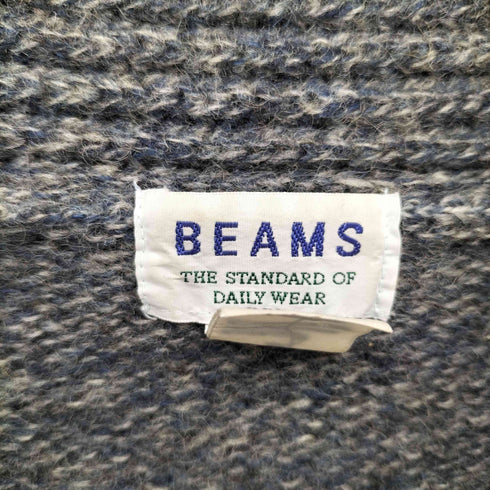 BEAMS
THE STANDARD OF
DAILY WEAR